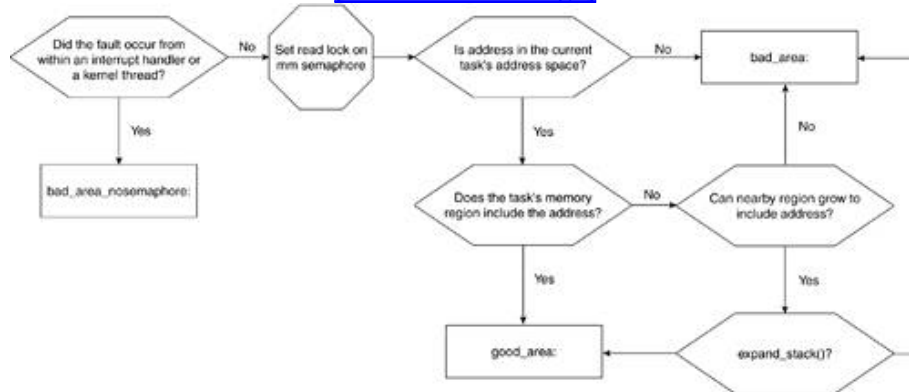 Did the fault occur from
within an interrupt handler or
a kernel thread?
No
Set read lock on
mm semaphore
Is address in the current
task's address space?
No
bad_area:
Yes
bad_area_nosemaphore:
Yes
No
Does the task's memory
region include the address?
No
Can nearby region grow to
include address?
Yes
Yes
good_area:
expand_stack()?